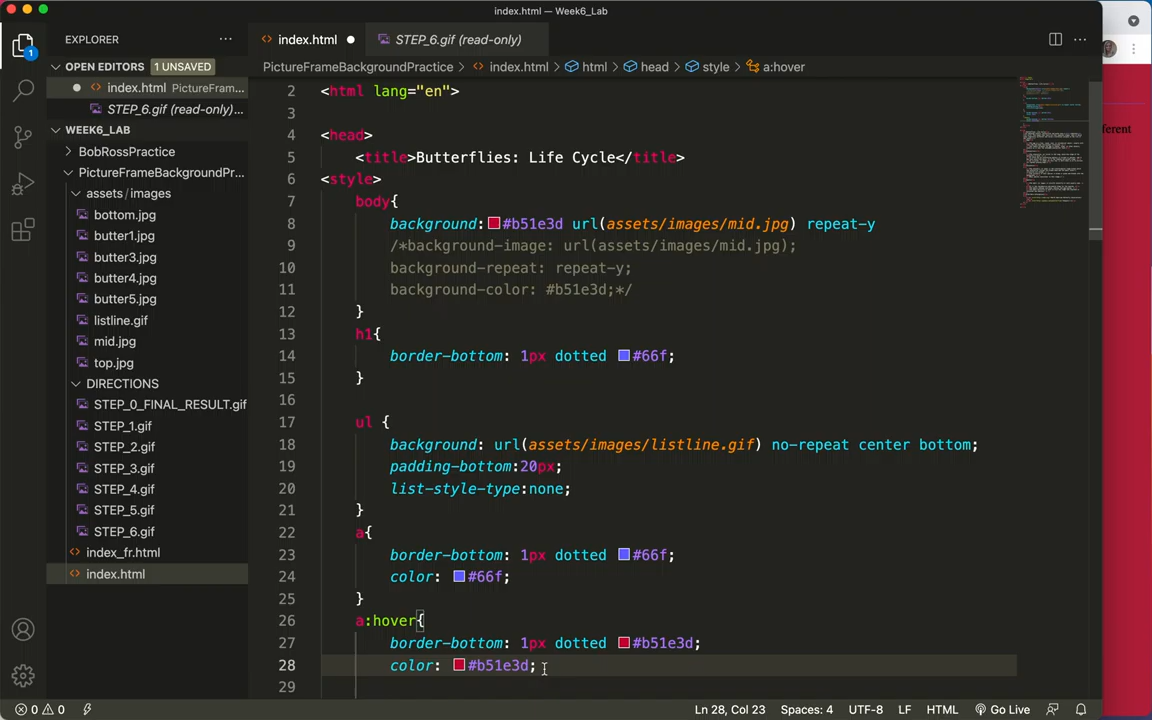 index.html — Week6_Lab
EXPLORER
index.html
STEP_6.gif (read-only)
OPEN EDITORS 1 UNSAVED
PictureFrameBackgroundPractice > index.html > html > head > style > a:hover
index.html PictureFram...
STEP_6.gif (read-only)...
WEEK6_LAB
BobRossPractice
PictureFrameBackgroundPr...
assets/images
bottom.jpg
butter1.jpg
butter3.jpg
butter4.jpg
butter5.jpg
listline.gif
mid.jpg
top.jpg
DIRECTIONS
STEP_0_FINAL_RESULT.gif
STEP_1.gif
STEP_2.gif
STEP_3.gif
STEP_4.gif
STEP_5.gif
STEP_6.gif
index_fr.html
index.html
2 <html lang="en">
3
4 <head>
5 <title>Butterflies: Life Cycle</title>
6 <style>
7 body{
8 background: #b51e3d url(assets/images/mid.jpg) repeat-y
9 /*background-image: url(assets/images/mid.jpg);
10 background-repeat: repeat-y;
11 background-color: #b51e3d;*/
12 }
13 h1{
14 border-bottom: 1px dotted #66f;
15 }
16
17 ul {
18 background: url(assets/images/listline.gif) no-repeat center bottom;
19 padding-bottom:20px;
20 list-style-type:none;
21 }
22 a{
23 border-bottom: 1px dotted #66f;
24 color: #66f;
25 }
26 a:hover{
27 border-bottom: 1px dotted #b51e3d;
28 color: #b51e3d;
29
1
ferent
0 0 Ln 28, Col 23 Spaces: 4 UTF-8 LF HTML Go Live